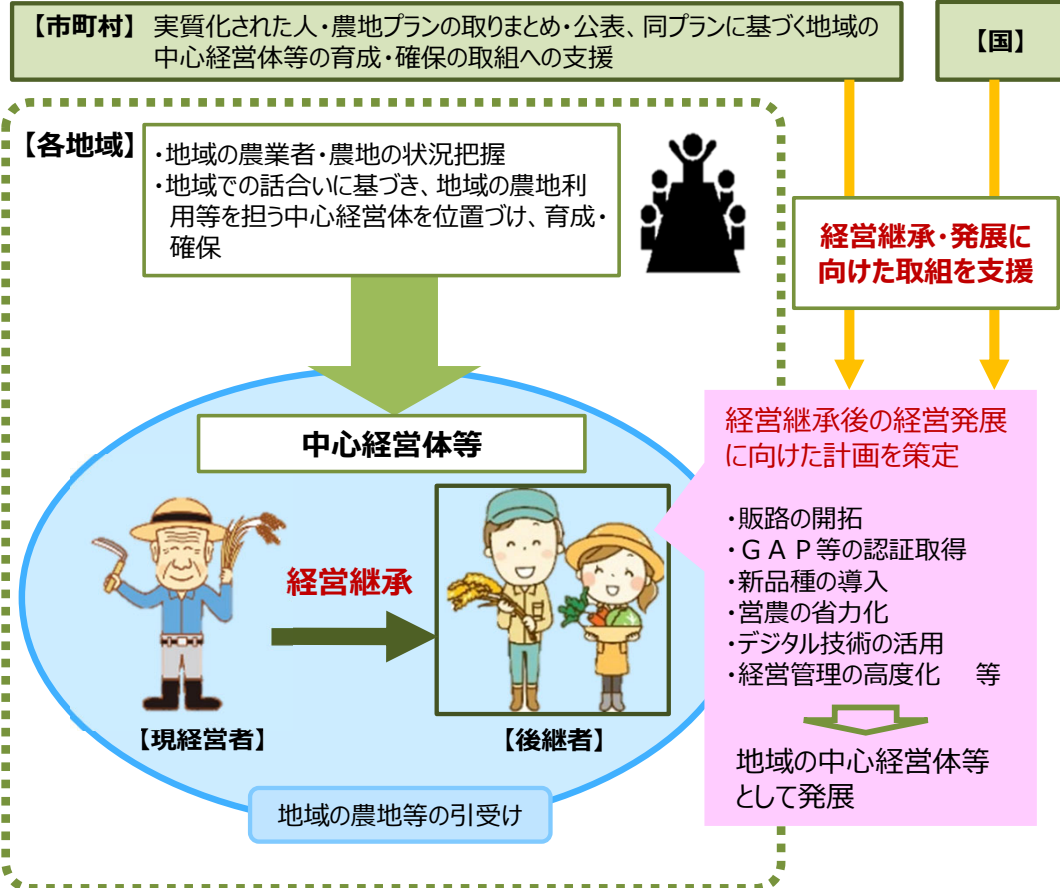 【市町村】 実質化された人・農地プランの取りまとめ・公表、同プランに基づく地域の
中心経営体等の育成・確保の取組への支援
【国】
【各地域】
・地域の農業者・農地の状況把握
・地域での話合いに基づき、地域の農地利
用等を担う中心経営体を位置づけ、育成・
確保
経営継承・発展に
向けた取組を支援
中心経営体等
経営継承
【現経営者】
【後継者】
地域の農地等の引受け
経営継承後の経営発展
に向けた計画を策定
・販路の開拓
・ＧＡＰ等の認証取得
・新品種の導入
・営農の省力化
・デジタル技術の活用
・経営管理の高度化　等
地域の中心経営体等
として発展